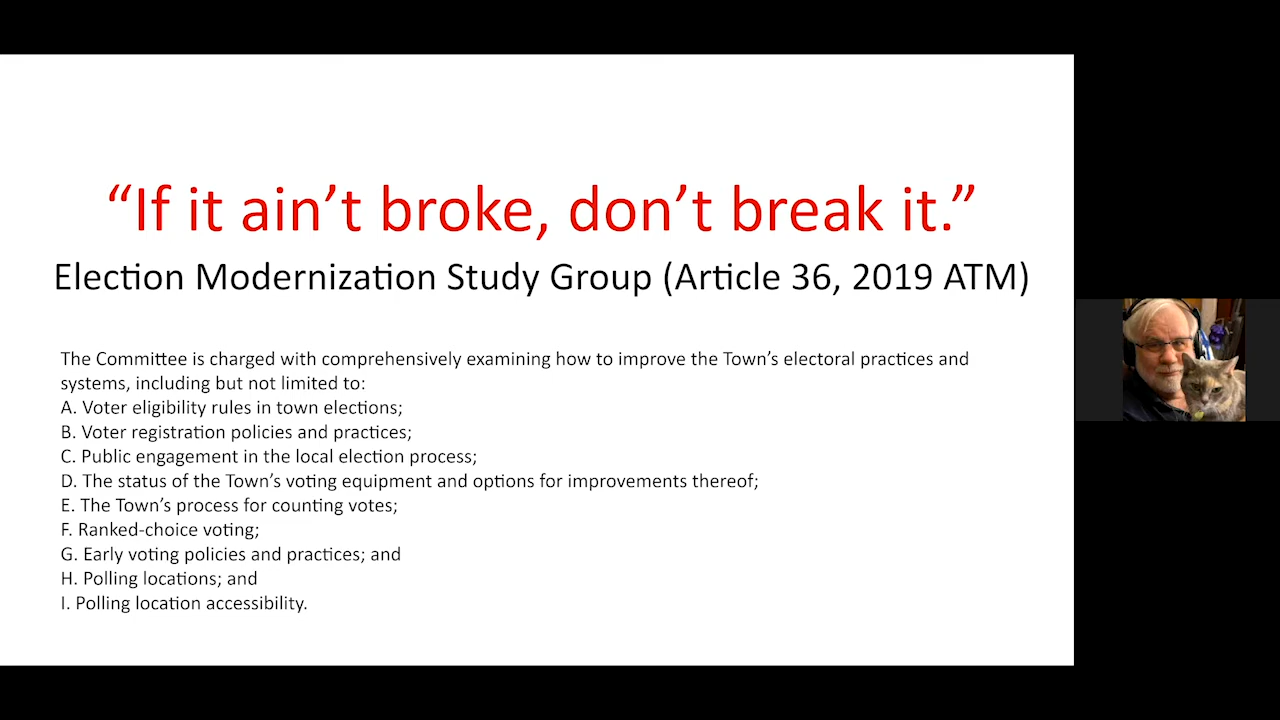 “If it ain’t broke, don’t break it.”
Election Modernization Study Group (Article 36, 2019 ATM)
The Committee is charged with comprehensively examining how to improve the Town’s electoral practices and
systems, including but not limited to:
A. Voter eligibility rules in town elections;
B. Voter registration policies and practices;
C. Public engagement in the local election process;
D. The status of the Town’s voting equipment and options for improvements thereof;
E. The Town’s process for counting votes;
F. Ranked-choice voting;
G. Early voting policies and practices; and
H. Polling locations; and
I. Polling location accessibility.